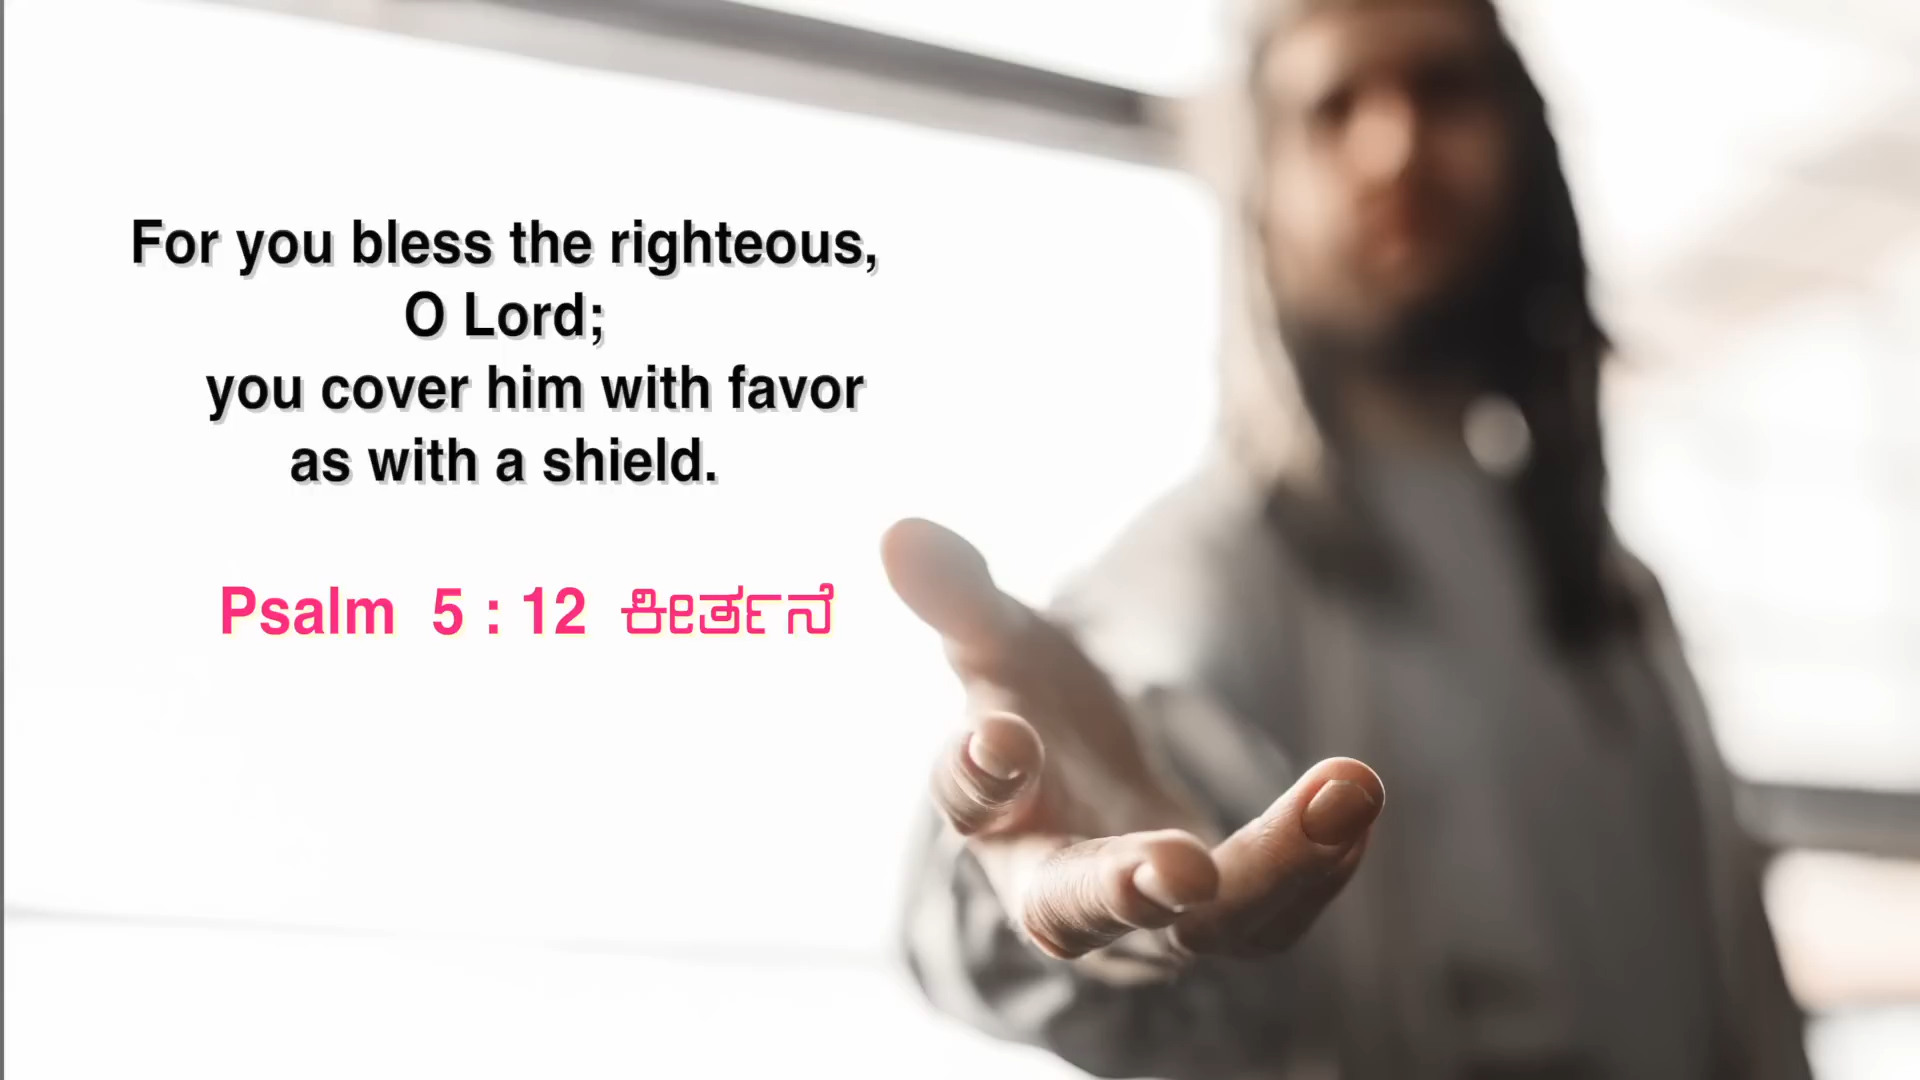 For you bless the righteous,
O Lord;
you cover him with favor
as with a shield.
Psalm 5 : 12 ಕೀರ್ತನೆ